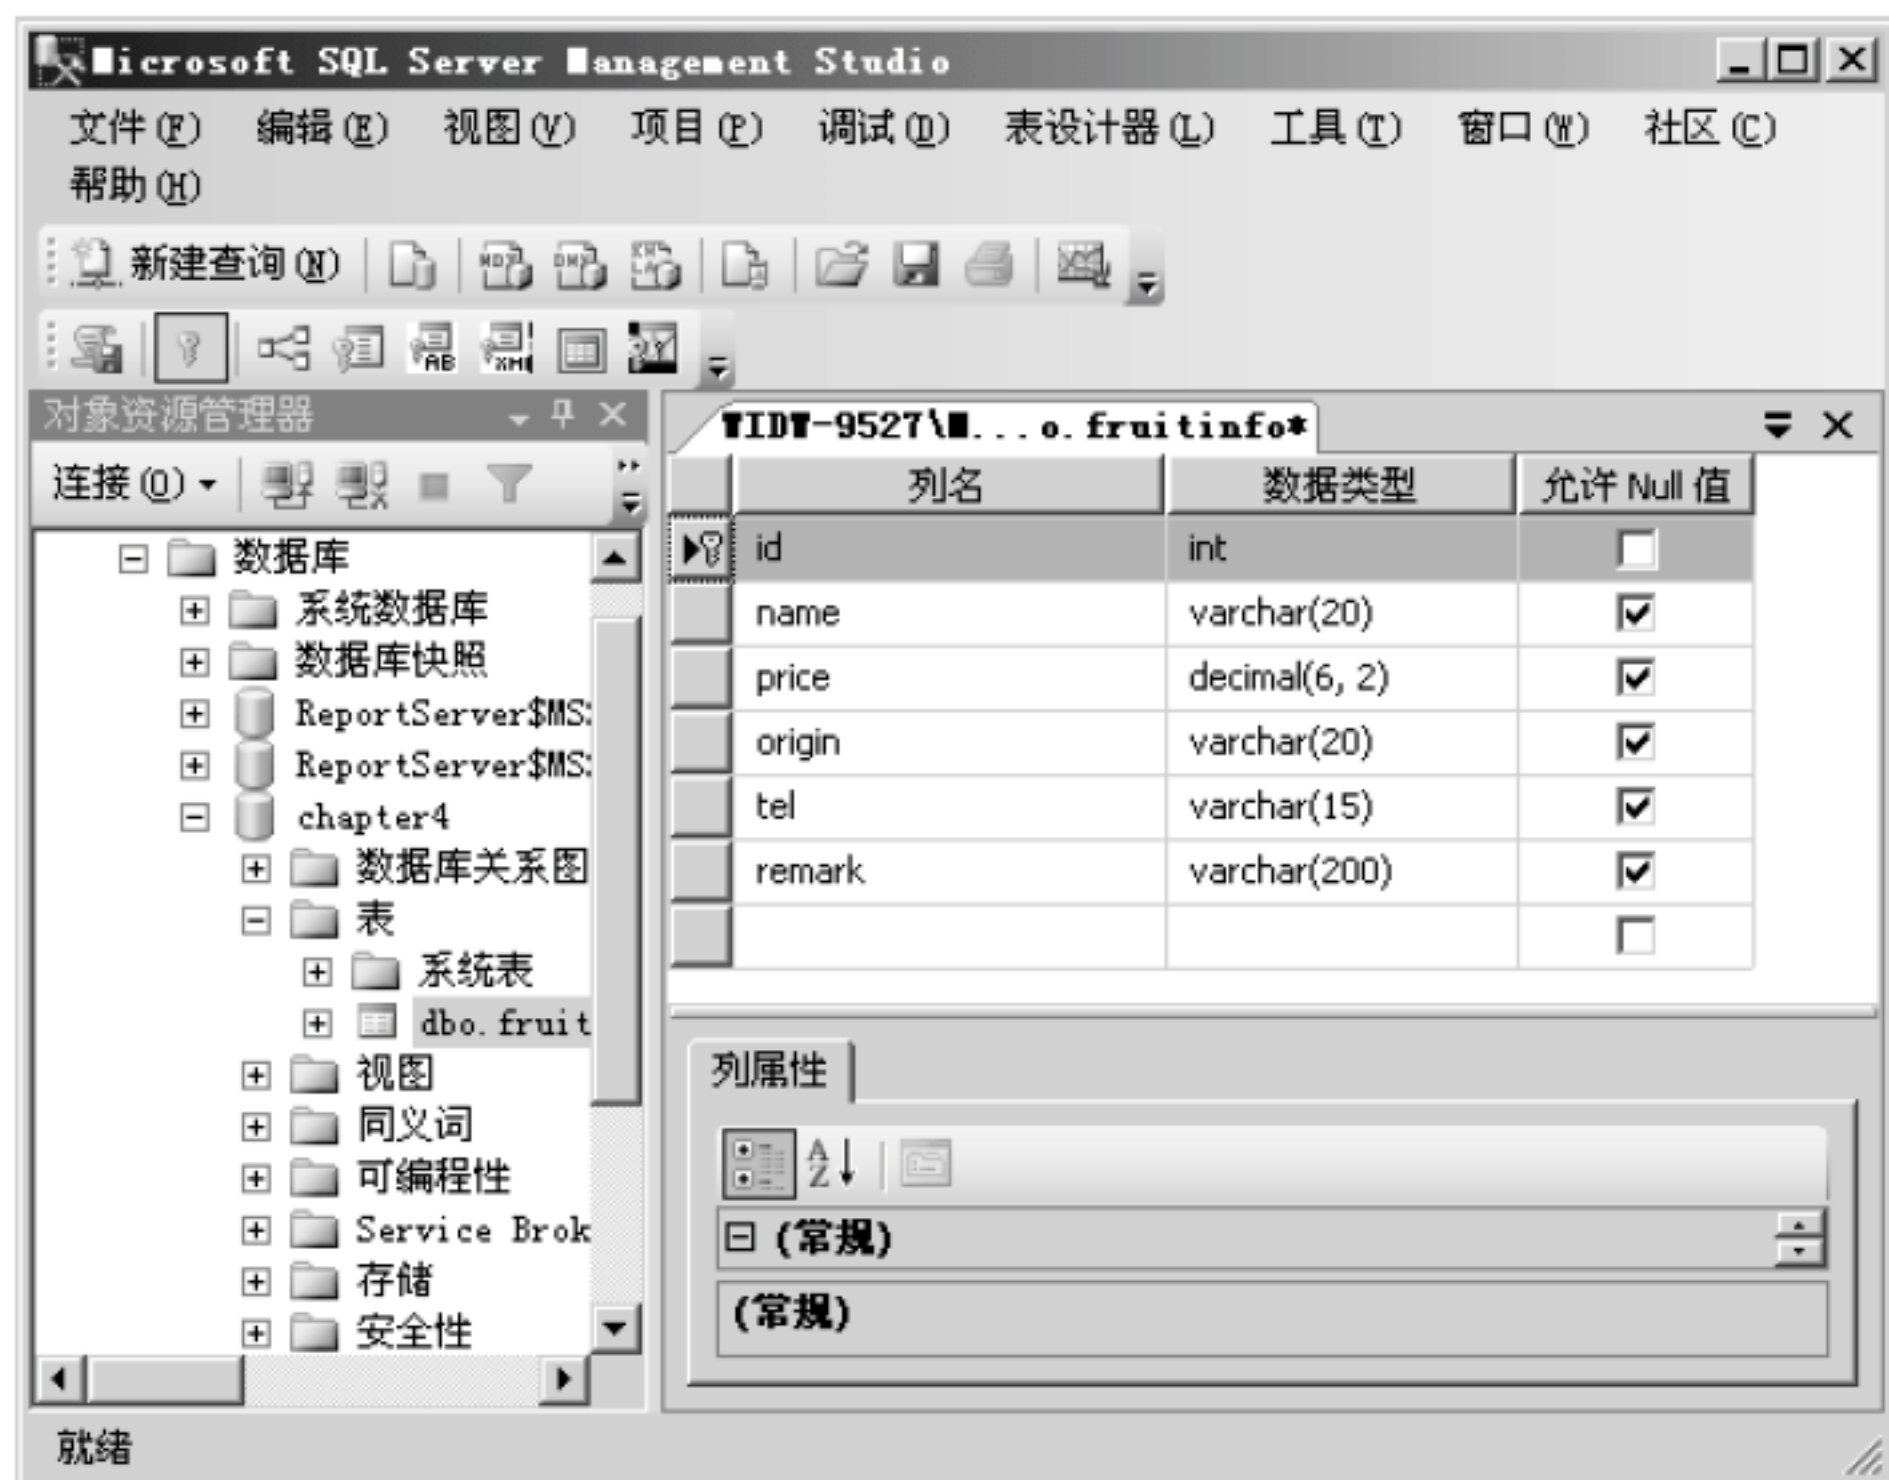 Microsoft SQL Server Management Studio
文件(F) 编辑(E) 视图(V) 项目(P) 调试(D) 表设计器(L) 工具(T) 窗口(W) 社区(C)
帮助(H)
新建查询(N)
对象资源管理器
连接(O)
数据库
系统数据库
数据库快照
ReportServer$MS
ReportServer$MS
chapter4
数据库关系图
表
系统表
dbo.fruit
视图
同义词
可编程性
Service Brok
存储
安全性
TIDT-9527\M...o.fruitinfo*
列名 数据类型 允许 Null 值
id int
name varchar(20)
price decimal(6, 2)
origin varchar(20)
tel varchar(15)
remark varchar(200)
列属性
(常规)
(常规)
就绪